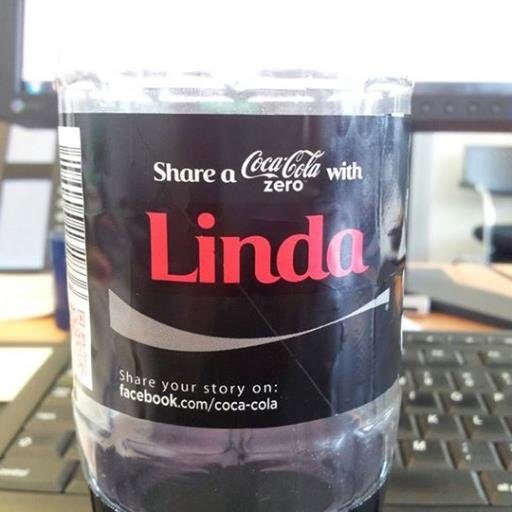 Share a Coca-Cola zero with
Linda
Share your story on:
facebook.com/coca-cola